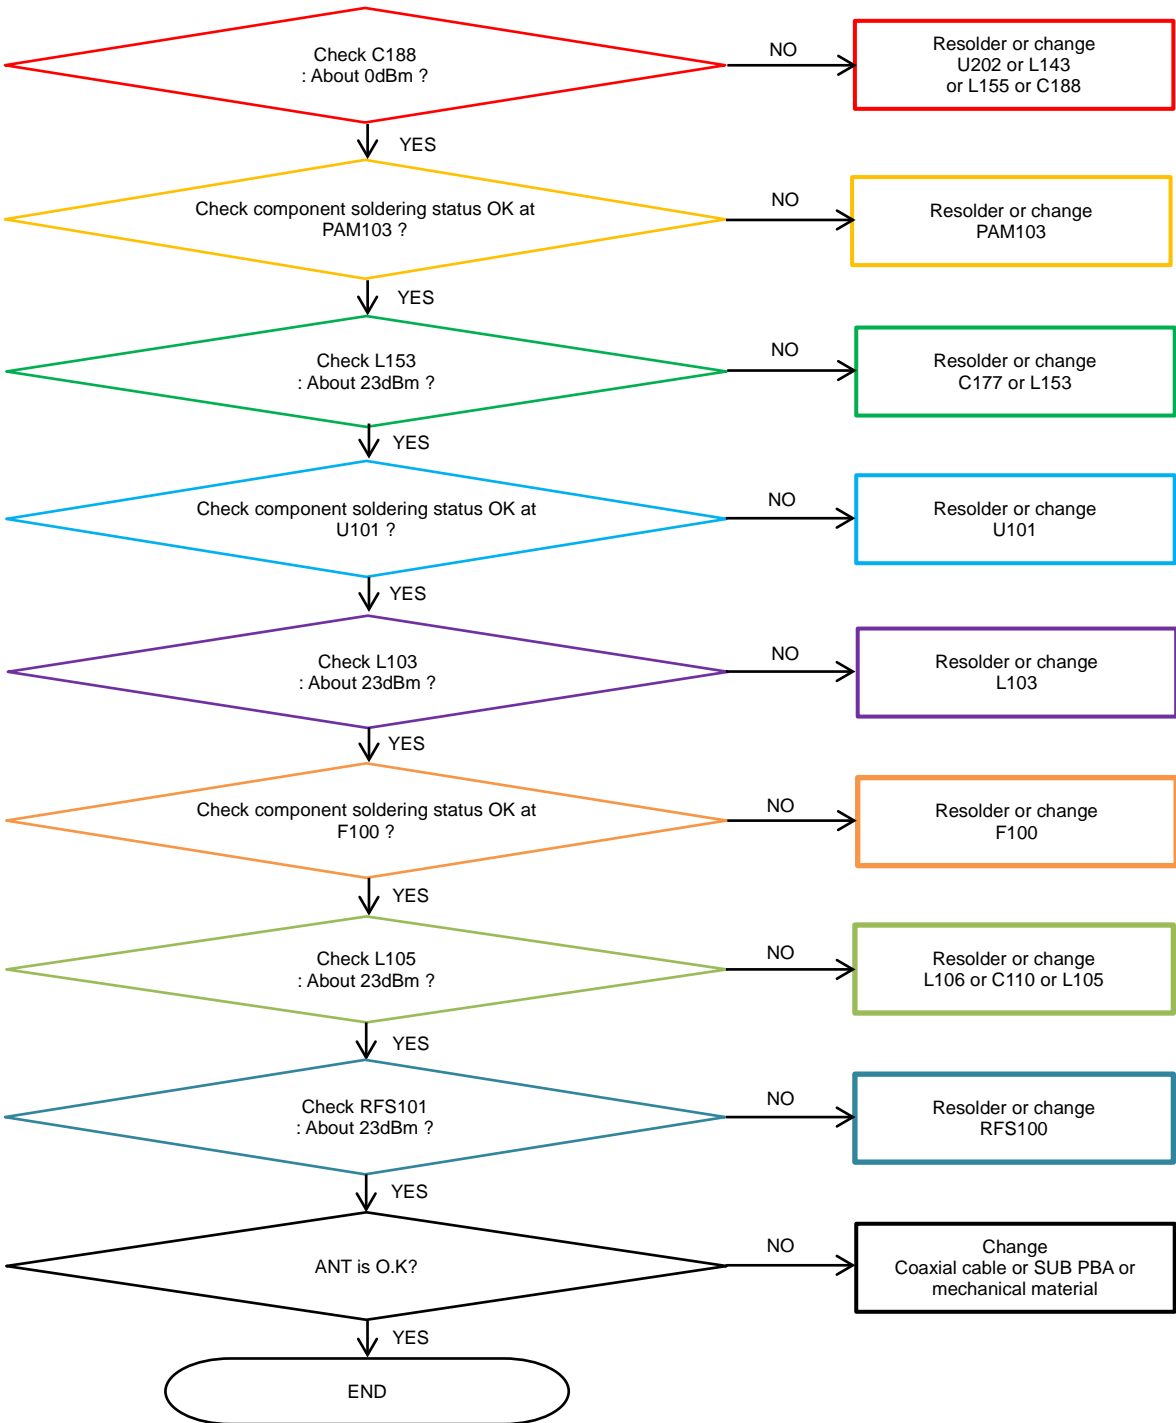 Check C188
: About 0dBm ?
NO
Resolder or change
U202 or L143
or L155 or C188
YES
Check component soldering status OK at
PAM103 ?
NO
Resolder or change
PAM103
YES
Check L153
: About 23dBm ?
NO
Resolder or change
C177 or L153
YES
Check component soldering status OK at
U101 ?
NO
Resolder or change
U101
YES
Check L103
: About 23dBm ?
NO
Resolder or change
L103
YES
Check component soldering status OK at
F100 ?
NO
Resolder or change
F100
YES
Check L105
: About 23dBm ?
NO
Resolder or change
L106 or C110 or L105
YES
Check RFS101
: About 23dBm ?
NO
Resolder or change
RFS100
YES
ANT is O.K?
NO
Change
Coaxial cable or SUB PBA or
mechanical material
YES
END